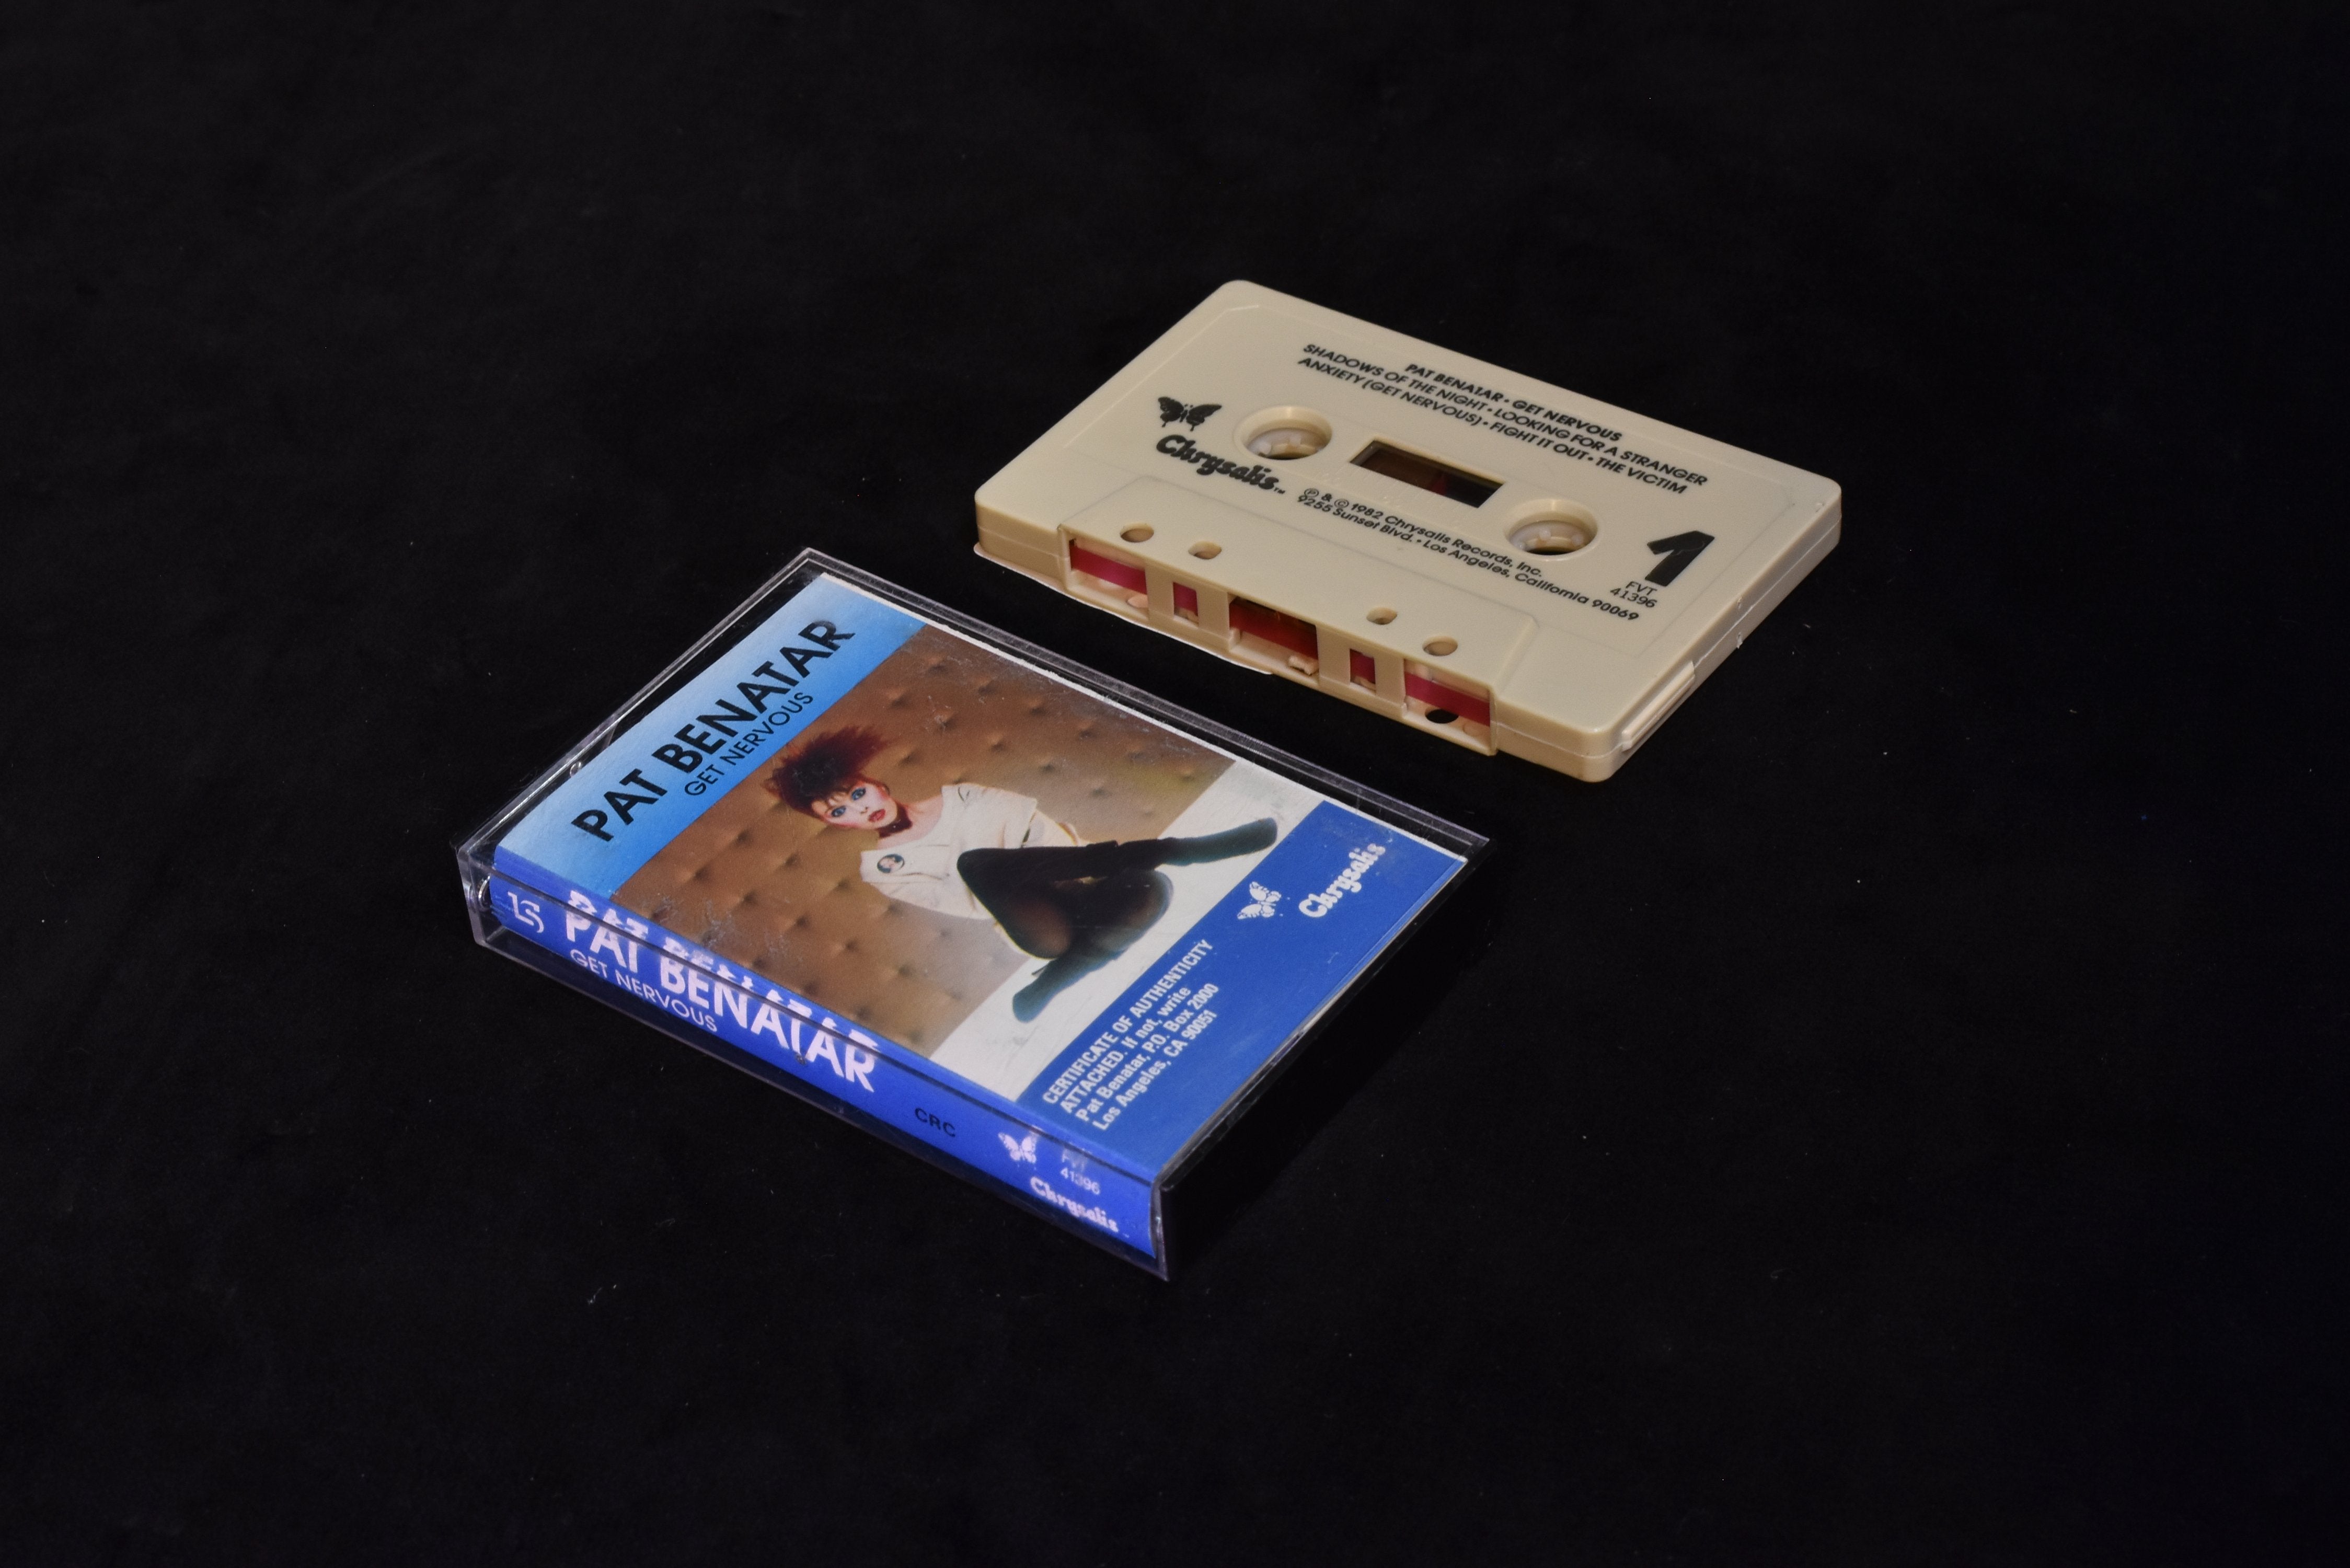 PAT BENATAR • GET NERVOUS
SHADOWS OF THE NIGHT • LOOKING FOR A STRANGER
ANXIETY (GET NERVOUS) • FIGHT IT OUT • THE VICTIM
Chrysalis™
℗ & © 1982 Chrysalis Records, Inc.
9255 Sunset Blvd. • Los Angeles, California 90069
1
FVT
41396
PAT BENATAR
GET NERVOUS
Chrysalis
CERTIFICATE OF AUTHENTICITY
ATTACHED. If not, write
Pat Benatar, P.O. Box 2000
Los Angeles, CA 90051
PAT BENATAR
GET NERVOUS
CRC
FVT
41396
Chrysalis